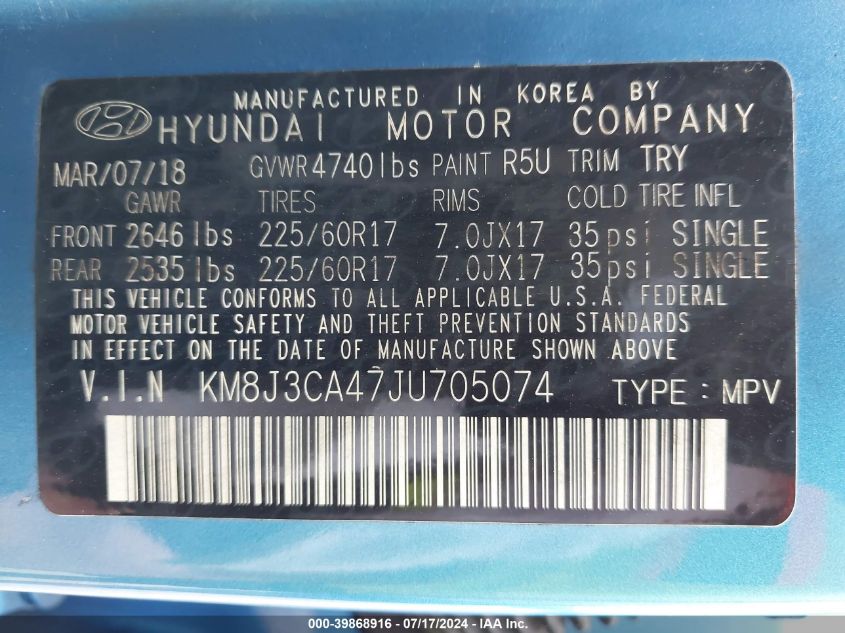 MANUFACTURED IN KOREA BY
HYUNDAI MOTOR COMPANY
MAR/07/18 GVWR 4740lbs PAINT R5U TRIM TRY
GAWR TIRES RIMS COLD TIRE INFL
FRONT 2646 lbs 225/60R17 7.0JX17 35psi SINGLE
REAR 2535 lbs 225/60R17 7.0JX17 35psi SINGLE
THIS VEHICLE CONFORMS TO ALL APPLICABLE U.S.A. FEDERAL
MOTOR VEHICLE SAFETY AND THEFT PREVENTION STANDARDS
IN EFFECT ON THE DATE OF MANUFACTURE SHOWN ABOVE.
V.I.N KM8J3CA47JU705074 TYPE : MPV
000-39868916 - 07/17/2024 - IAA Inc.